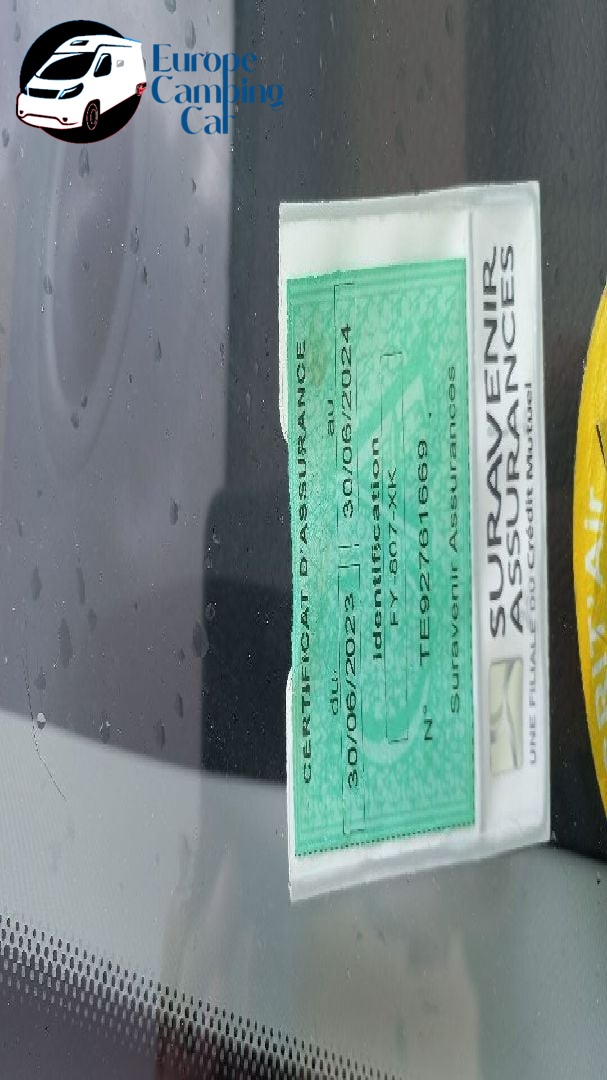 Europe
Camping
Car
CERTIFICAT D'ASSURANCE
du au
30/06/2023 30/06/2024
Identification
FY-807-XK
N° TE92761669
Suravenir Assurances
SURAVENIR
ASSURANCES
UNE FILIALE DU Crédit Mutuel